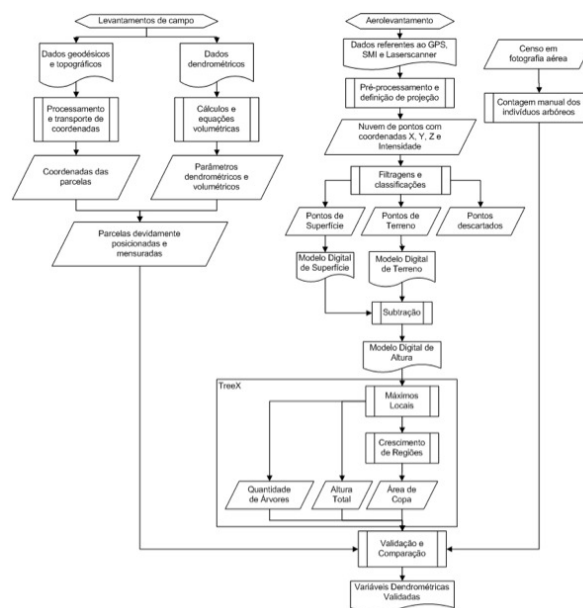 Levantamentos de campo
Dados geodésicos
e topográficos
Dados
dendrométricos
Processamento
e transporte de
coordenadas
Cálculos e
equações
volumétricas
Coordenadas das
parcelas
Parâmetros
dendrométricos e
volumétricos
Parcelas devidamente
posicionadas e
mensuradas
Aerolevantamento
Dados referentes ao GPS,
SMI e Laserscanner
Pré-processamento e
definição de projeção
Nuvem de pontos com
coordenadas X, Y, Z e
Intensidade
Filtragens e
classificações
Pontos de
Superfície
Pontos de
Terreno
Pontos
descartados
Modelo Digital
de Superfície
Modelo Digital
de Terreno
Subtração
Modelo Digital de
Altura
TreeX
Máximos
Locais
Crescimento
de Regiões
Quantidade
de Árvores
Altura
Total
Área de
Copa
Validação e
Comparação
Variáveis Dendrométricas
Validadas
Censo em
fotografia aérea
Contagem manual dos
indivíduos arbóreos